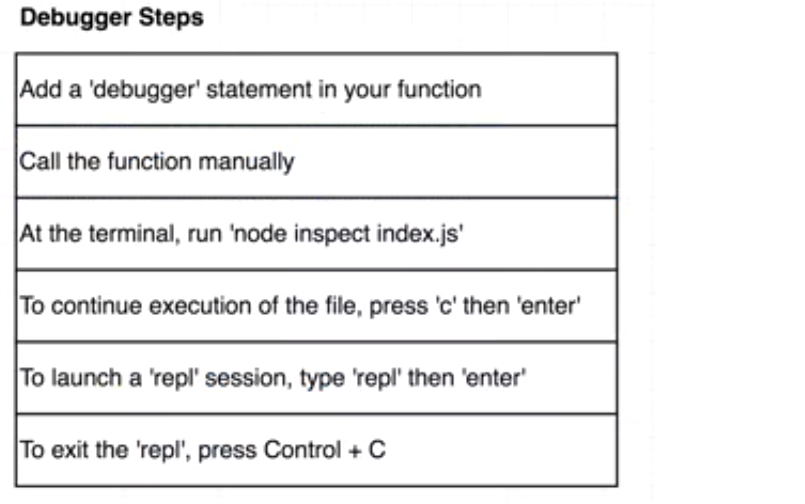 Debugger Steps
Add a 'debugger' statement in your function
Call the function manually
At the terminal, run 'node inspect index.js'
To continue execution of the file, press 'c' then 'enter'
To launch a 'repl' session, type 'repl' then 'enter'
To exit the 'repl', press Control + C